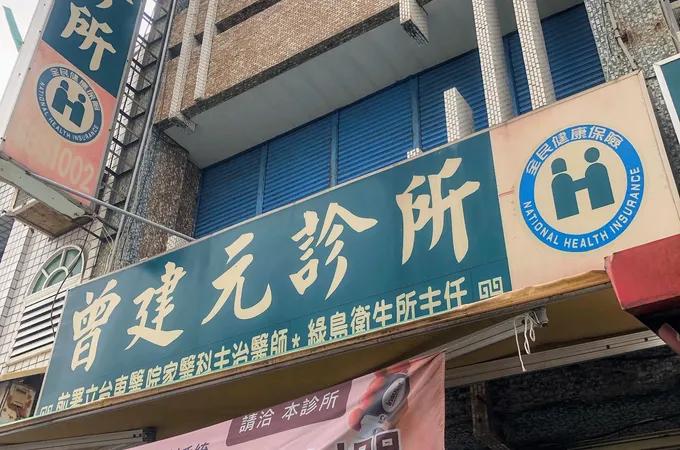 所
全民健康保險
NATIONAL HEALTH INSURANCE
002
曾建元診所
前署立台東醫院家醫科主治醫師*綠島衛生所主任
全民健康保險
NATIONAL HEALTH INSURANCE
請洽 本診所